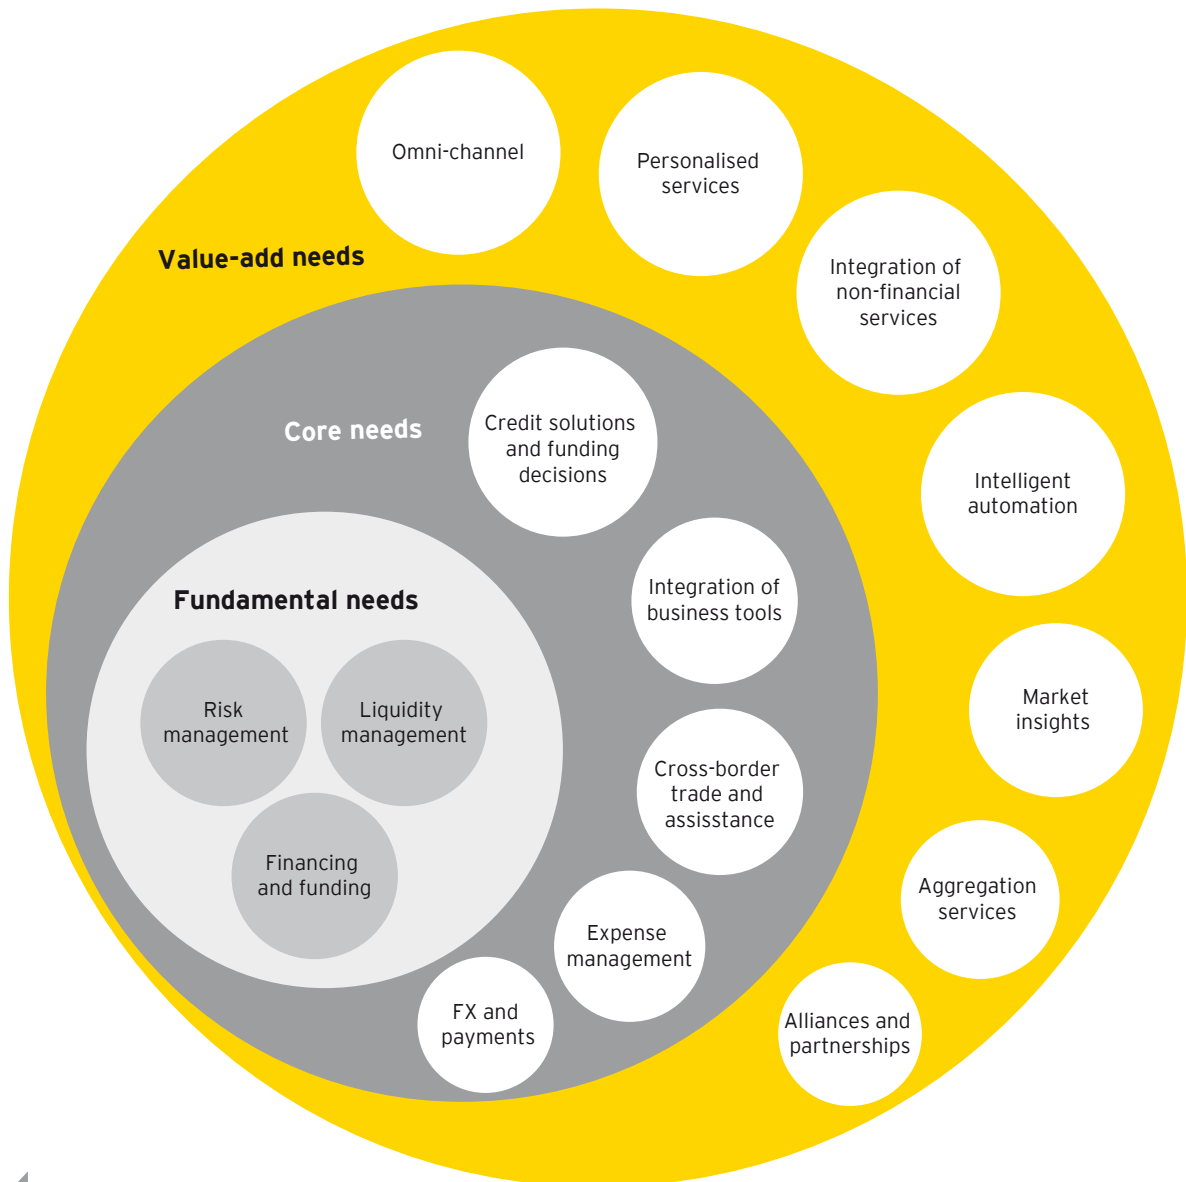 Omni-channel
Personalised
services
Value-add needs
Integration of
non-financial
services
Core needs
Credit solutions
and funding
decisions
Intelligent
automation
Fundamental needs
Integration of
business tools
Risk
management
Liquidity
management
Market
insights
Cross-border
trade and
assisstance
Financing
and funding
Aggregation
services
Expense
management
FX and
payments
Alliances and
partnerships